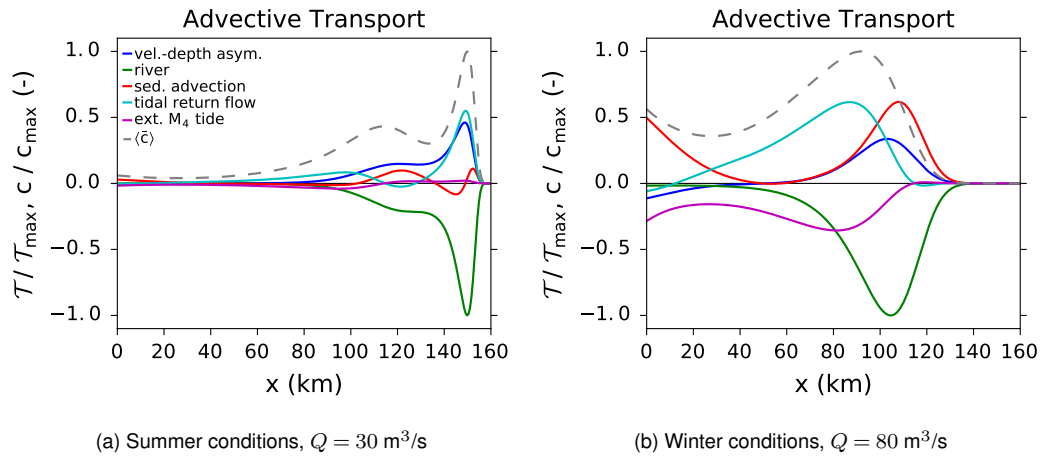 Advective Transport
𝒯 / 𝒯max, c / cmax (-)
1.0
0.5
0.0
−0.5
−1.0
vel.-depth asym.
river
sed. advection
tidal return flow
ext. M₄ tide
⟨c̄⟩
0 20 40 60 80 100 120 140 160
x (km)
(a) Summer conditions, Q = 30 m³/s
Advective Transport
𝒯 / 𝒯max, c / cmax (-)
1.0
0.5
0.0
−0.5
−1.0
0 20 40 60 80 100 120 140 160
x (km)
(b) Winter conditions, Q = 80 m³/s